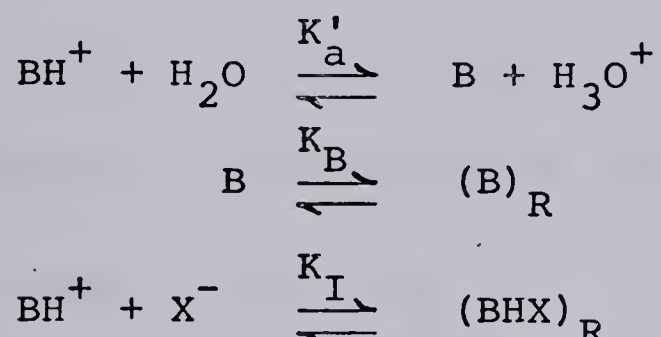 BH⁺ + H₂O ⇌ K'ₐ B + H₃O⁺
B ⇌ K_B (B)_R
BH⁺ + X⁻ ⇌ K_I (BHX)_R